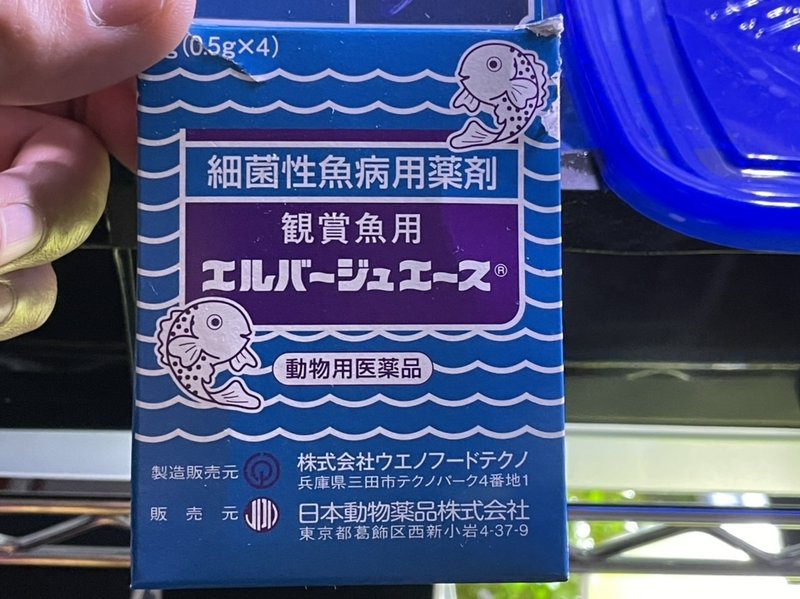 (0.5g×4)
細菌性魚病用薬剤
観賞魚用
エルバージュエース®
動物用医薬品
製造販売元 株式会社ウエノフードテクノ
兵庫県三田市テクノパーク4番地1
販売元 日本動物薬品株式会社
東京都葛飾区西新小岩4-37-9